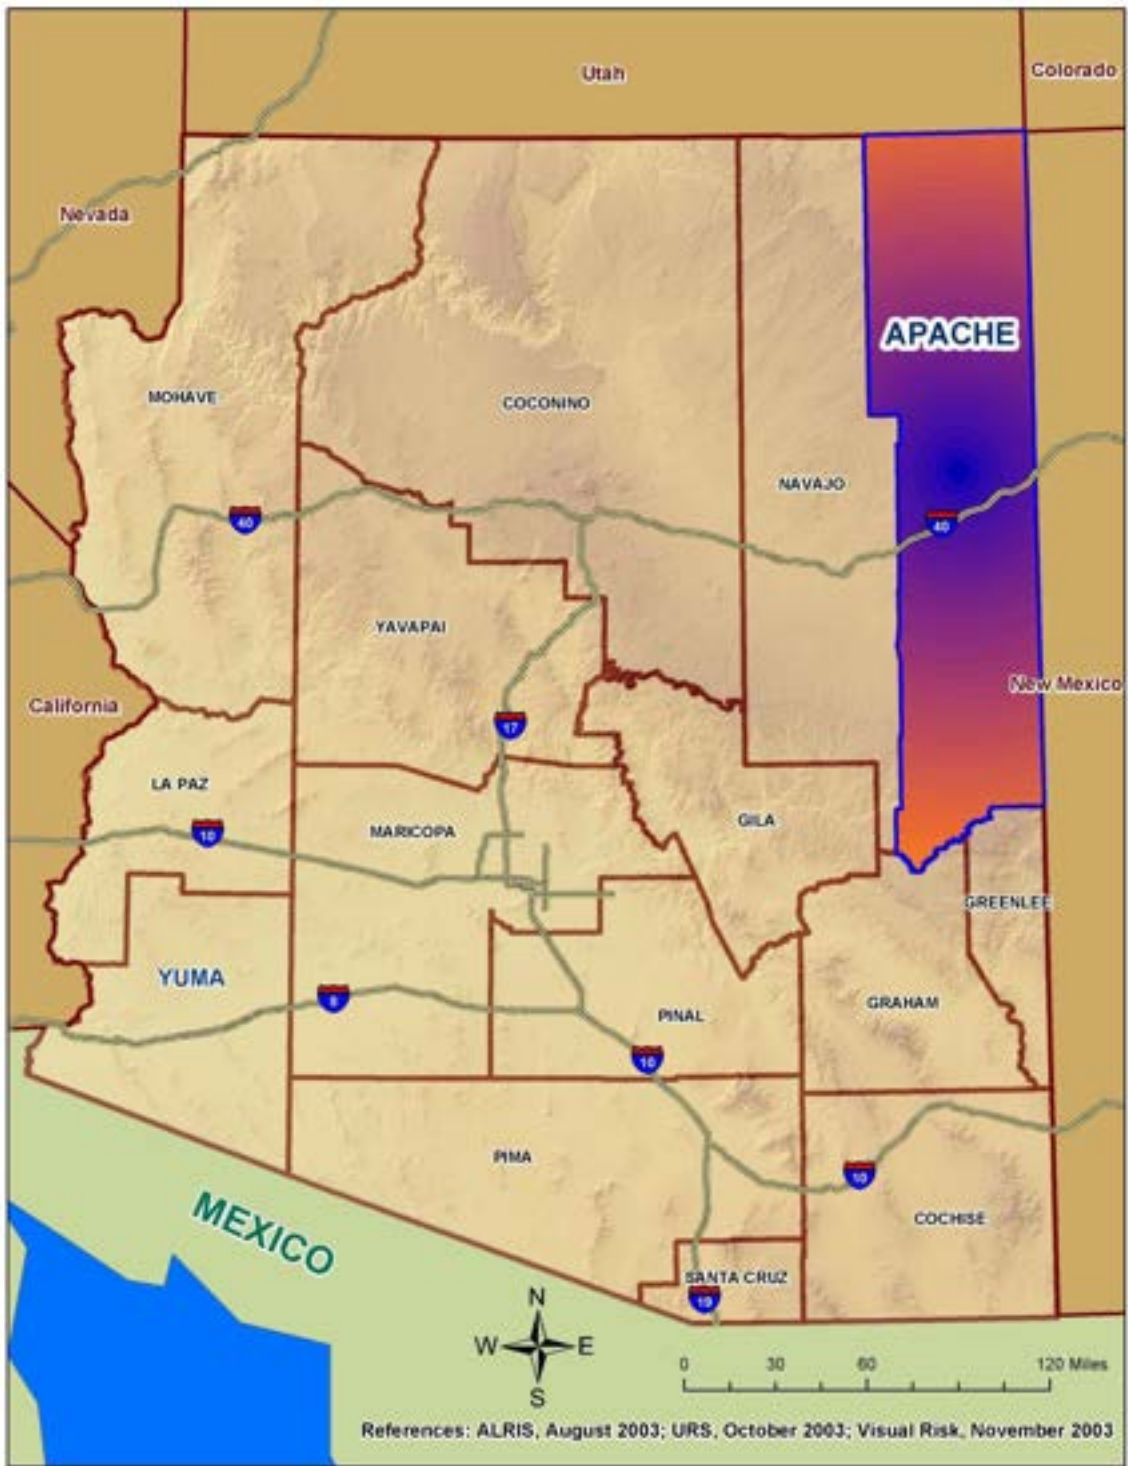 Utah
Colorado
Nevada
APACHE
MOHAVE
COCONINO
NAVAJO
40
40
YAVAPAI
New Mexico
California
17
LA PAZ
10
MARICOPA
GILA
GREENLEE
YUMA
8
GRAHAM
PINAL
10
PIMA
10
COCHISE
MEXICO
SANTA CRUZ
19
N
W E
S
0 30 60 120 Miles
References: ALRIS, August 2003; URS, October 2003; Visual Risk, November 2003